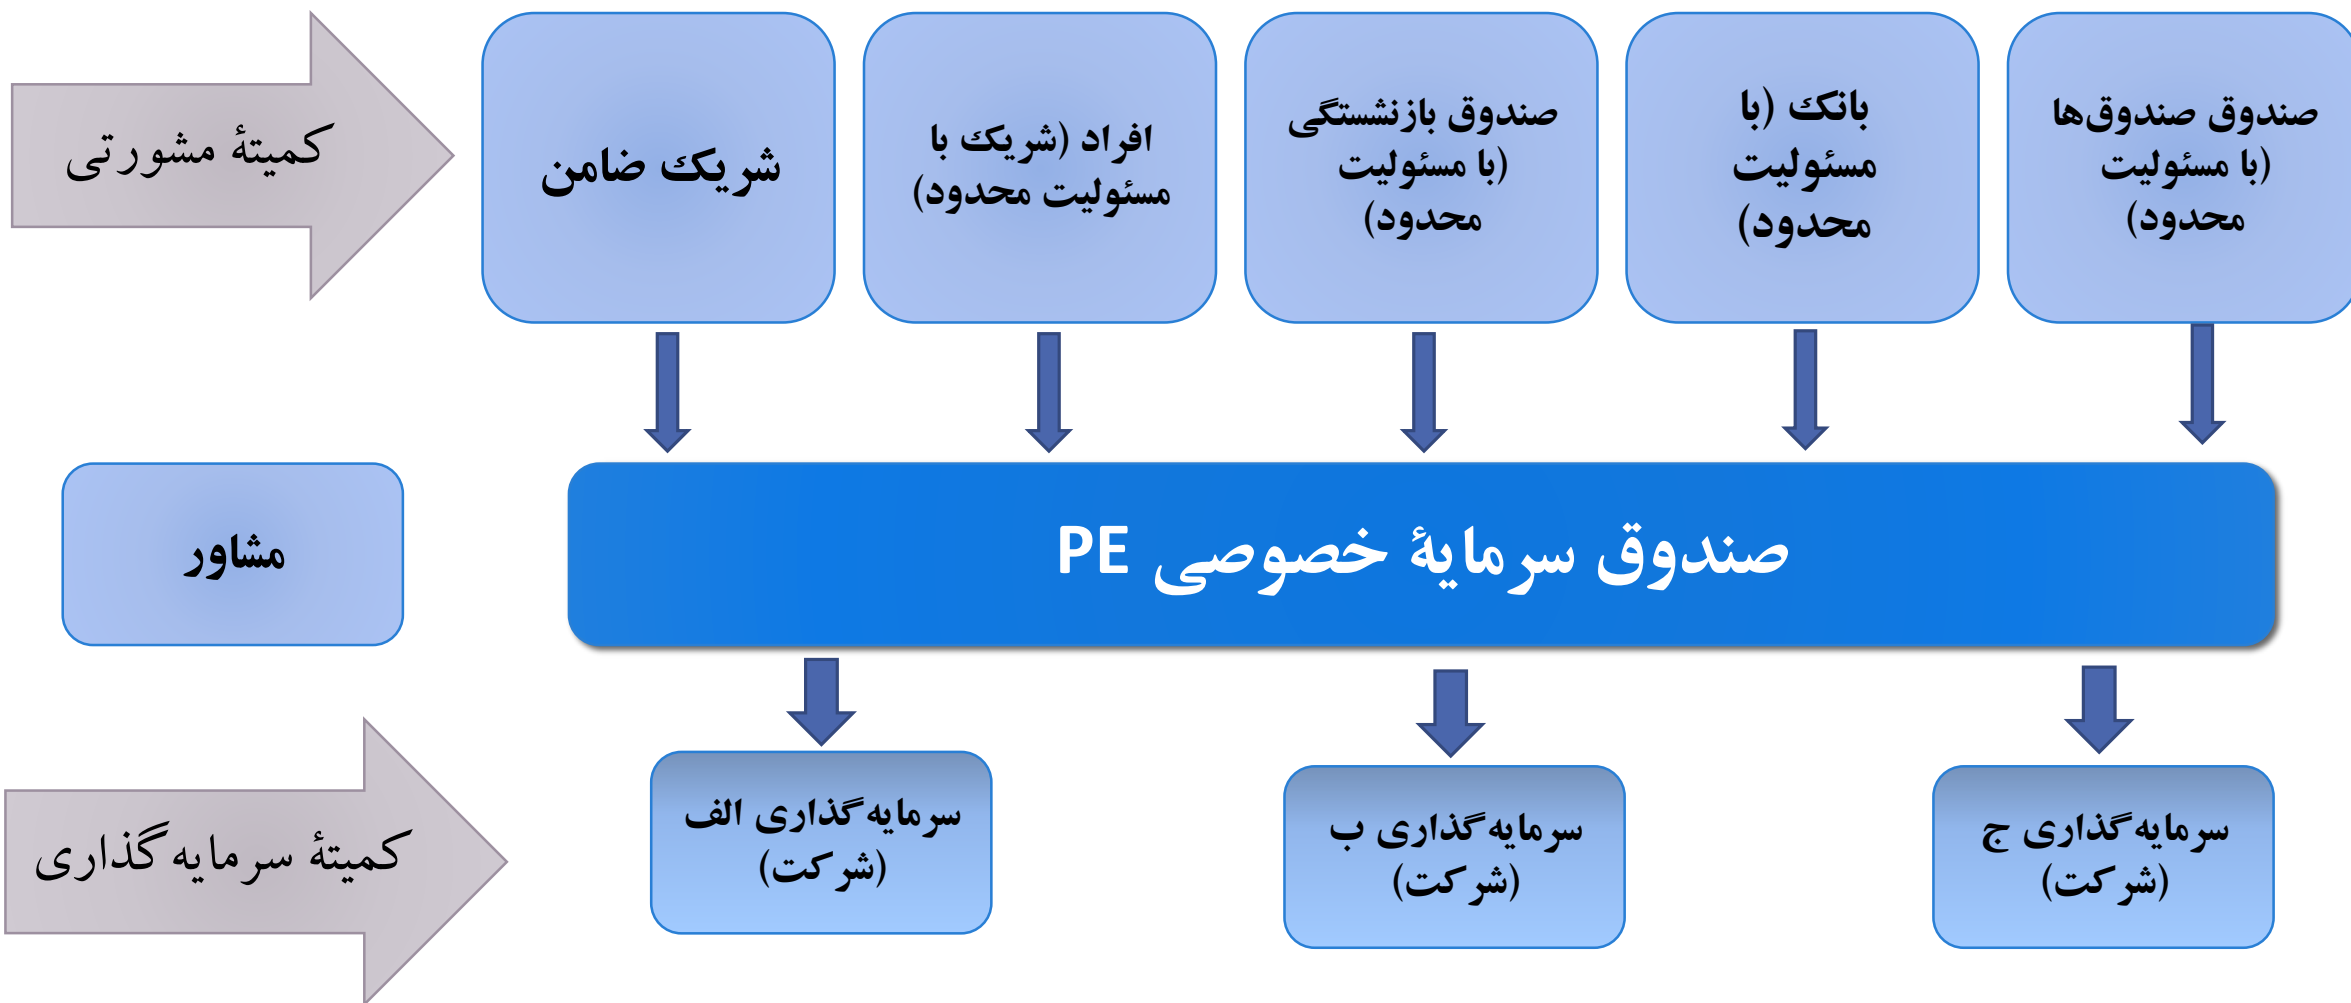 صندوق صندوق‌ها
(با مسئولیت
محدود)
بانک (با
مسئولیت
محدود)
صندوق بازنشستگی
(با مسئولیت
محدود)
افراد (شریک با
مسئولیت محدود)
شریک ضامن
کمیتهٔ مشورتی
صندوق سرمایهٔ خصوصی PE
مشاور
سرمایه‌گذاری ج
(شرکت)
سرمایه‌گذاری ب
(شرکت)
سرمایه‌گذاری الف
(شرکت)
کمیتهٔ سرمایه‌گذاری